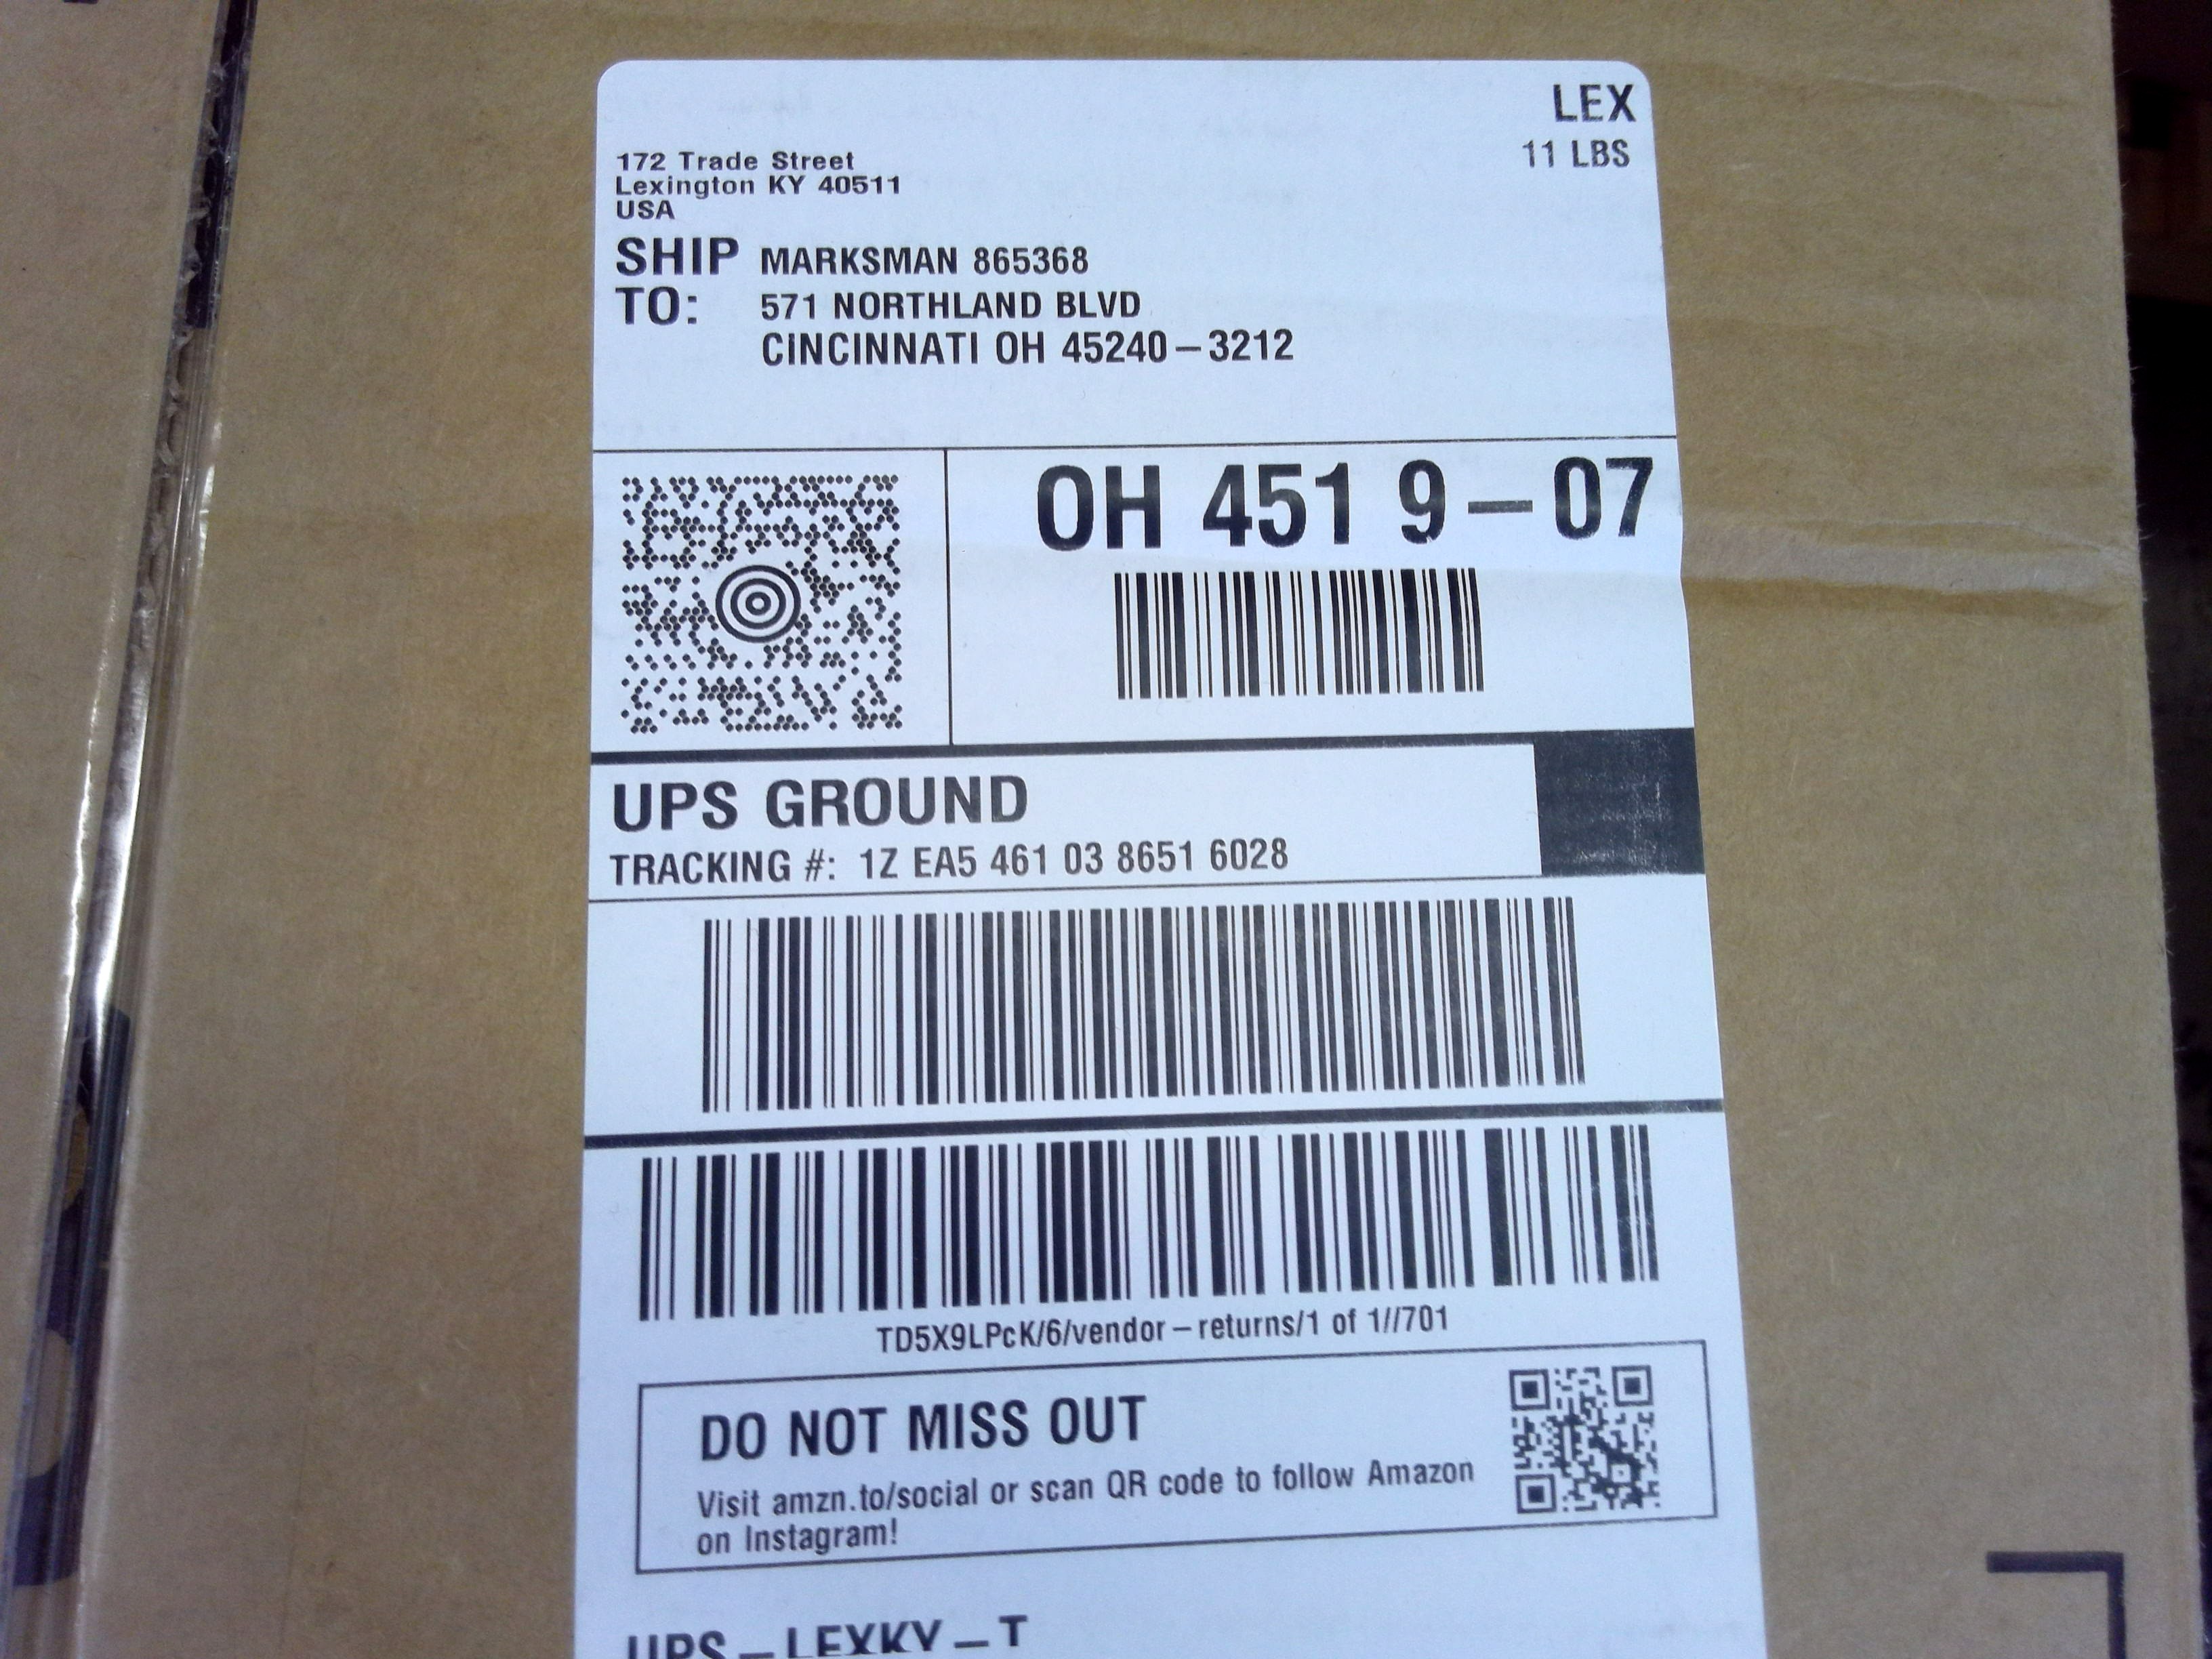 LEX
11 LBS
172 Trade Street
Lexington KY 40511
USA
SHIP TO:
MARKSMAN 865368
571 NORTHLAND BLVD
CINCINNATI OH 45240-3212
OH 451 9-07
UPS GROUND
TRACKING #: 1Z EA5 461 03 8651 6028
TD5X9LPcK/6/vendor-returns/1 of 1//701
DO NOT MISS OUT
Visit amzn.to/social or scan QR code to follow Amazon
on Instagram!
UPS-LEXKY-T